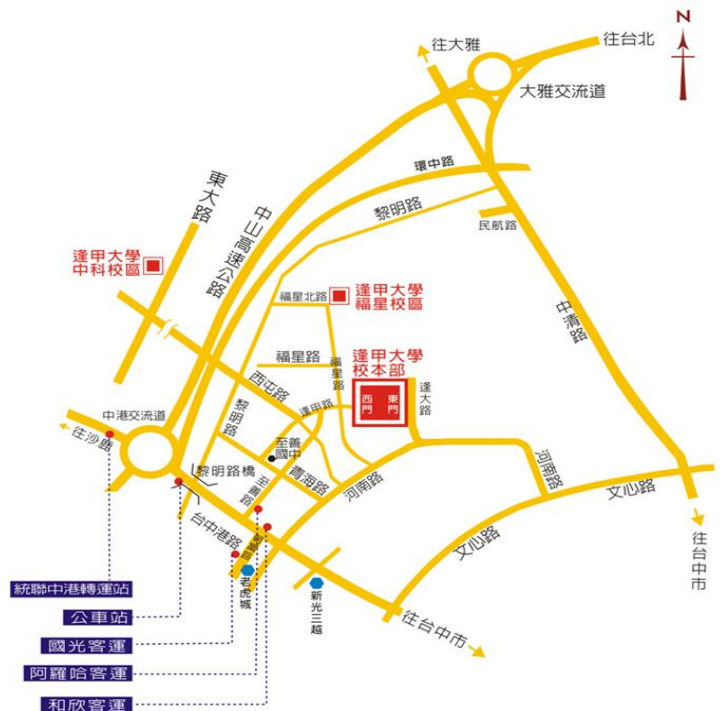 N
往台北
往大雅
大雅交流道
環中路
黎明路
民航路
東大路
中山高速公路
逢甲大學
中科校區
福星北路
逢甲大學
福星校區
中清路
福星路
福星路
逢甲大學
校本部
西門
東門
逢大路
西屯路
逢甲路
黎明路
中港交流道
往沙鹿
至善
國中
黎明路橋
青海路
至善路
河南路
河南路
文心路
文心路
台中港路
往台中市
老虎城
新光三越
往台中市
統聯中港轉運站
公車站
國光客運
阿羅哈客運
和欣客運